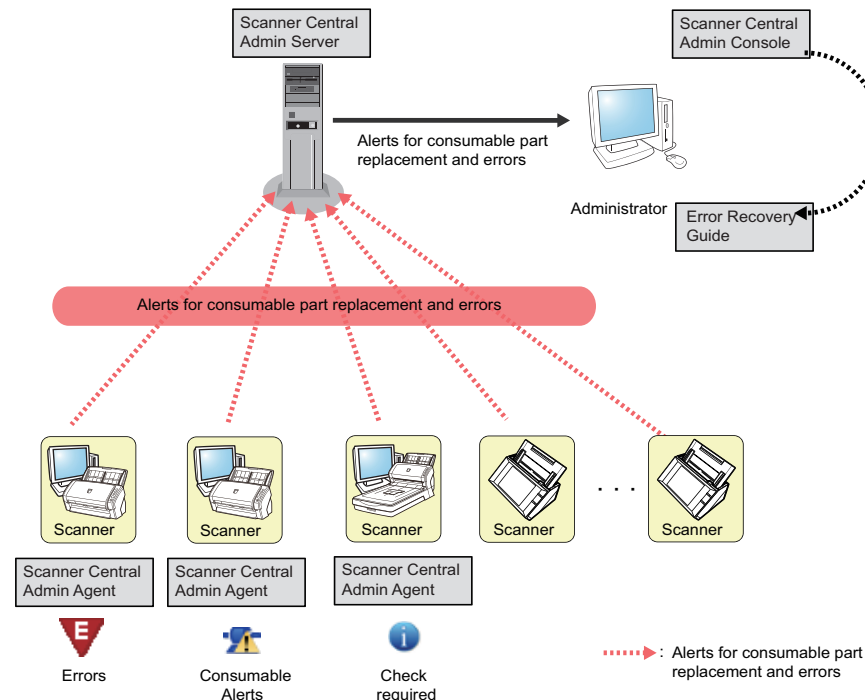 Scanner Central
Admin Server
Scanner Central
Admin Console
Alerts for consumable part
replacement and errors
Administrator
Error Recovery
Guide
Alerts for consumable part replacement and errors
Scanner
Scanner
Scanner
Scanner
. . .
Scanner
Scanner Central
Admin Agent
Scanner Central
Admin Agent
Scanner Central
Admin Agent
E
i
Errors
Consumable
Alerts
Check
required
: Alerts for consumable part
replacement and errors